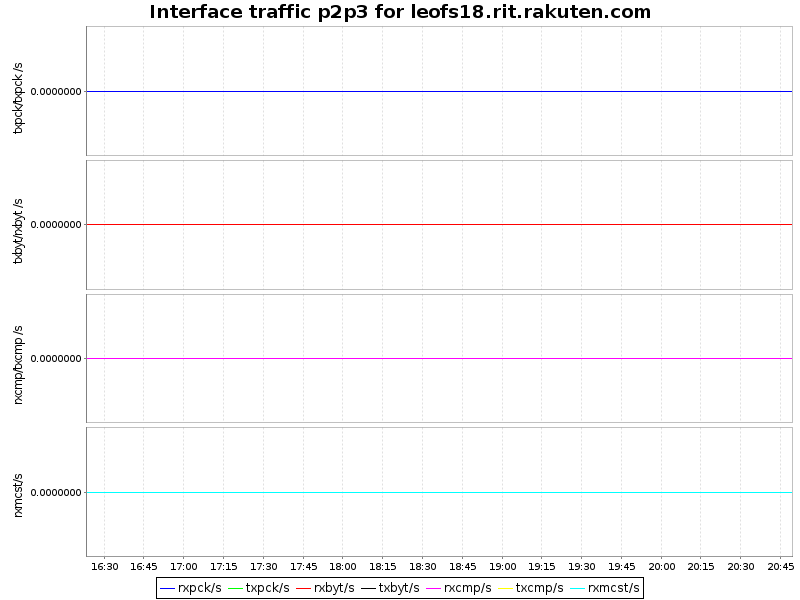 Interface traffic p2p3 for leofs18.rit.rakuten.com
txpck/rxpck /s
0.0000000
txbyt/rxbyt /s
0.0000000
rxcmp/txcmp /s
0.0000000
rxmcst/s
0.0000000
16:30 16:45 17:00 17:15 17:30 17:45 18:00 18:15 18:30 18:45 19:00 19:15 19:30 19:45 20:00 20:15 20:30 20:45
rxpck/s txpck/s rxbyt/s txbyt/s rxcmp/s txcmp/s rxmcst/s